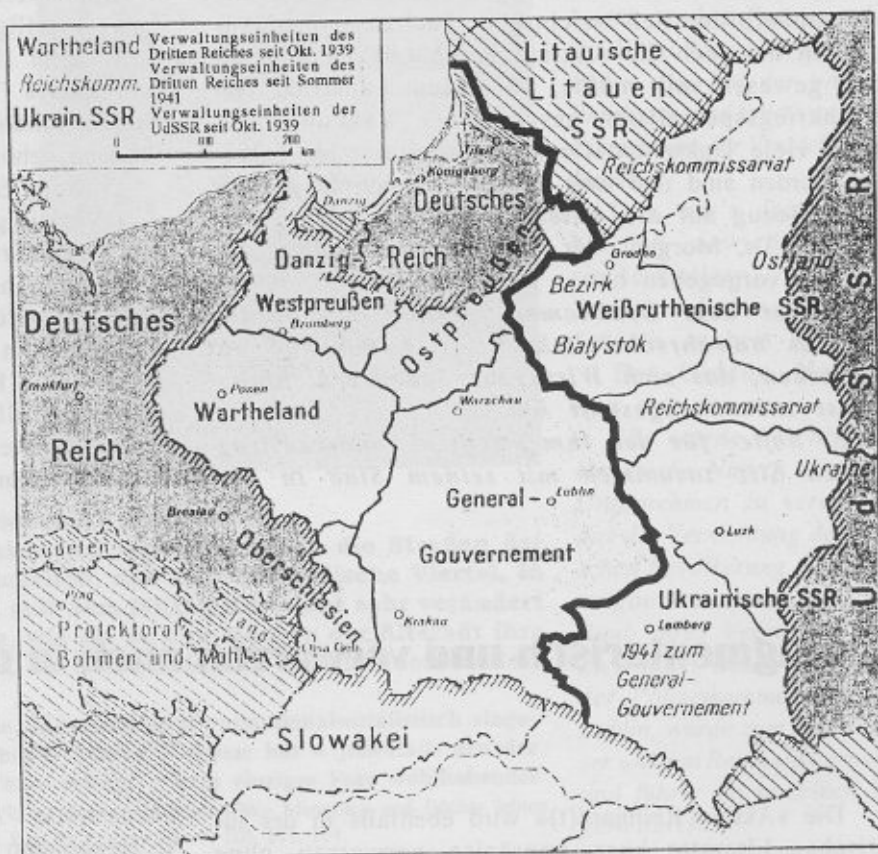 Wartheland
Verwaltungseinheiten des
Dritten Reiches seit Okt. 1939
Reichskomm.
Verwaltungseinheiten des
Dritten Reiches seit Sommer
1941
Ukrain. SSR
Verwaltungseinheiten der
UdSSR seit Okt. 1939
0 100 200
km
Litauische
Litauen
SSR
Reichskommissariat
Ostland
Tilsit
Königsberg
Danzig
Deutsches
Reich
Danzig-
Westpreußen
Bromberg
Ostpreußen
Grodno
Bezirk
Weißruthenische SSR
Bialystok
Deutsches
Frankfurt
Reich
Posen
Wartheland
Warschau
Reichskommissariat
Ukraine
UdSSR
General-
Lublin
Gouvernement
Luzk
Breslau
Oberschlesien
Sudeten
land
Prag
Protektorat
Böhmen und Mähren
Krakau
Ukrainische SSR
Lemberg
1941 zum
General-
Gouvernement
Slowakei